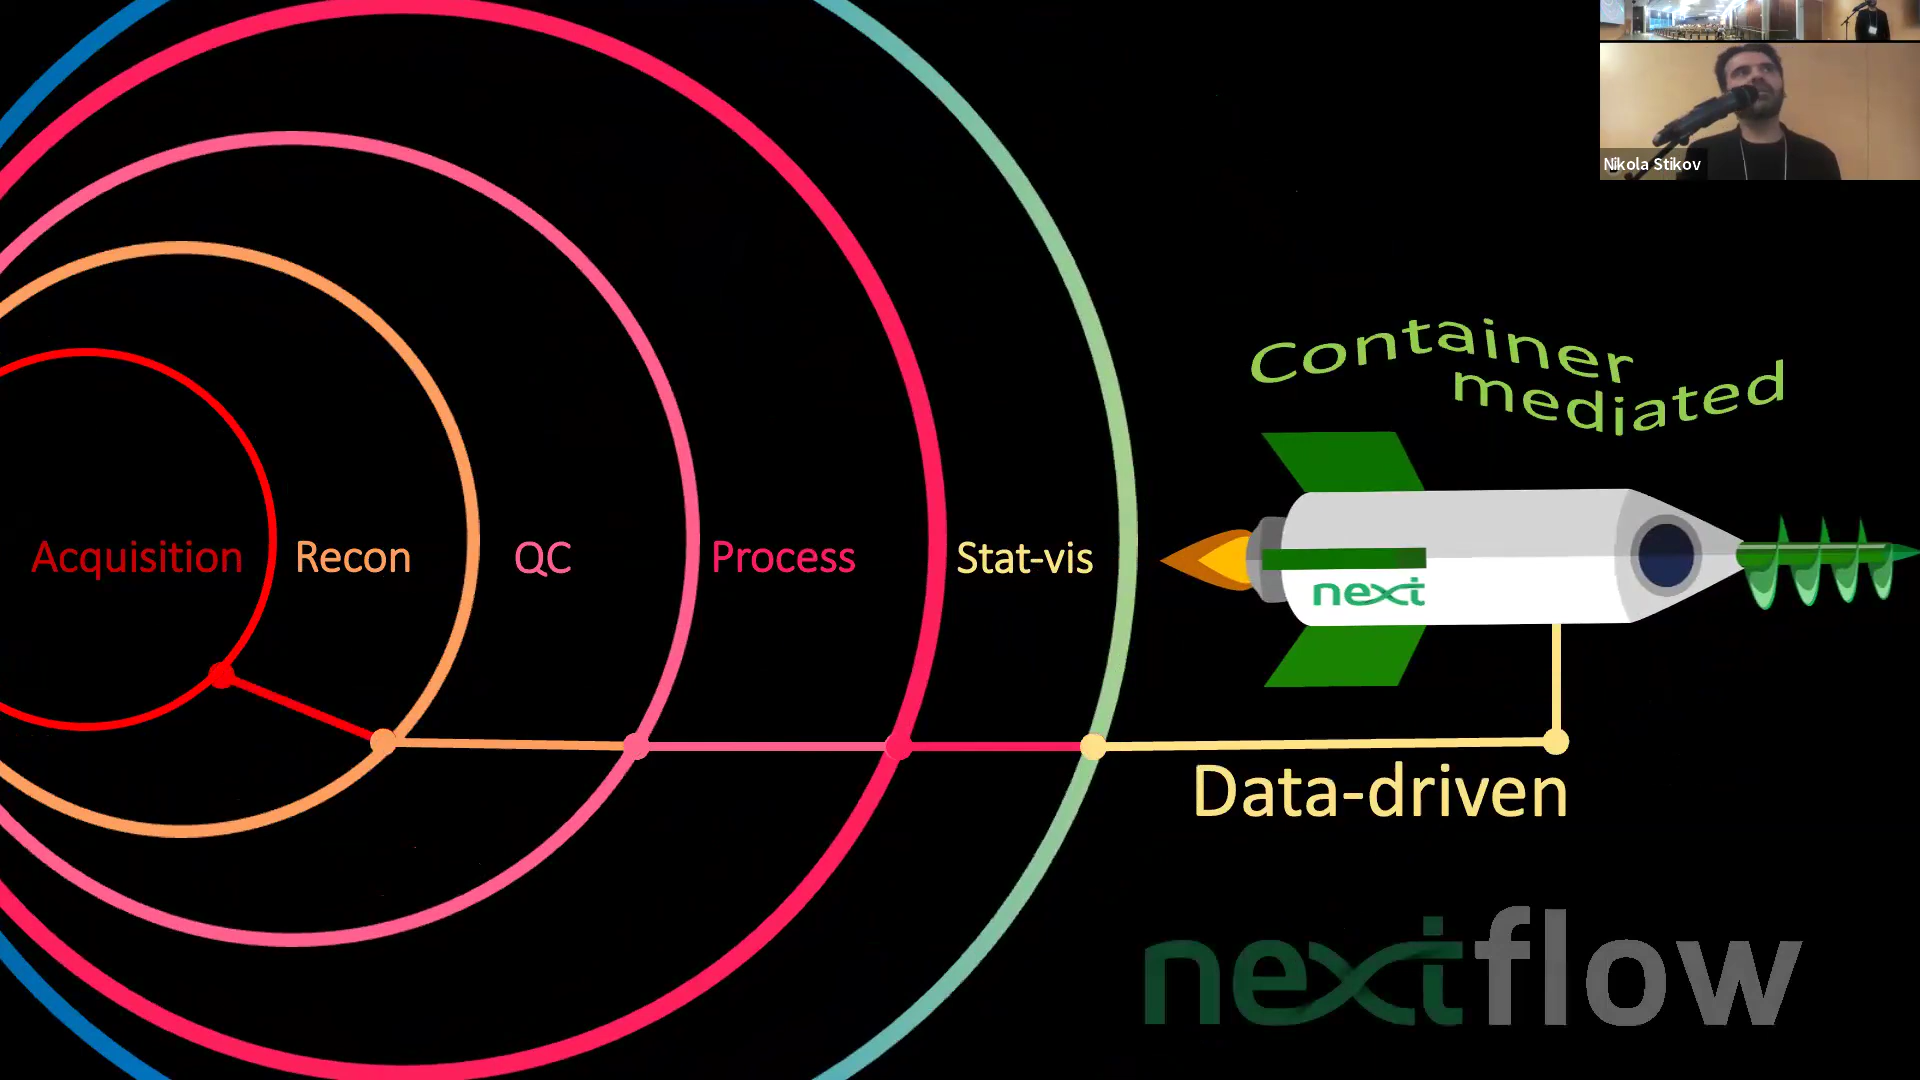 Nikola Stikov
Container
mediated
Acquisition
Recon
QC
Process
Stat-vis
next
Data-driven
nextflow